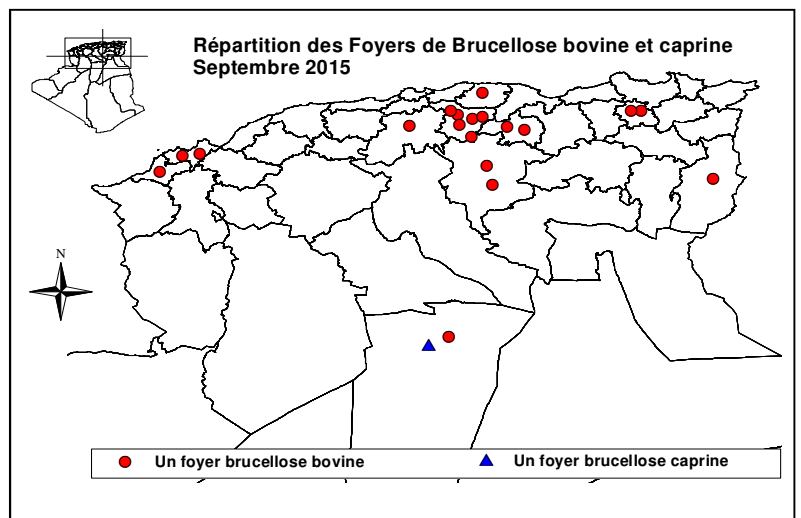 Répartition des Foyers de Brucellose bovine et caprine
Septembre 2015
N
Un foyer brucellose bovine
Un foyer brucellose caprine